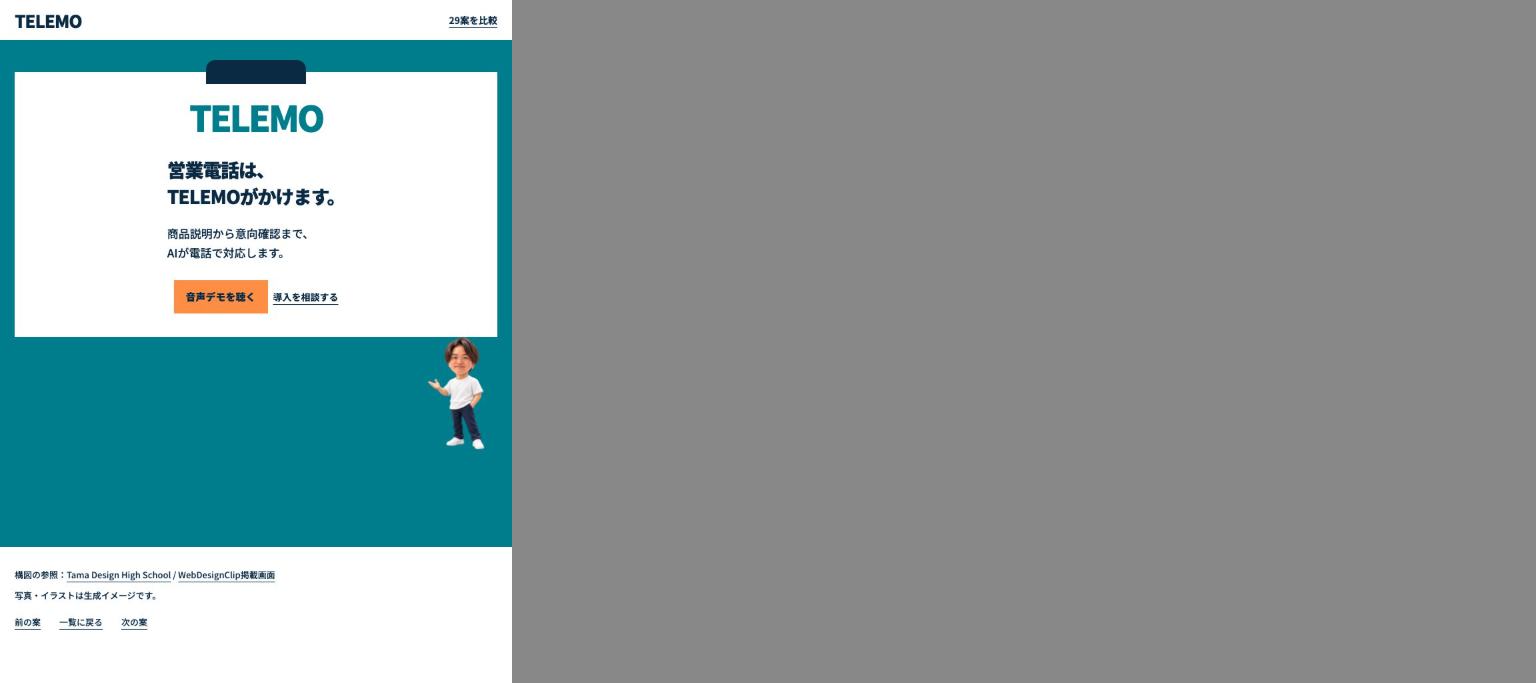 TELEMO
29案を比較
TELEMO
営業電話は、
TELEMOがかけます。
商品説明から意向確認まで、
AIが電話で対応します。
音声デモを聴く 導入を相談する
構図の参照：Tama Design High School / WebDesignClip掲載画面
写真・イラストは生成イメージです。
前の案 一覧に戻る 次の案